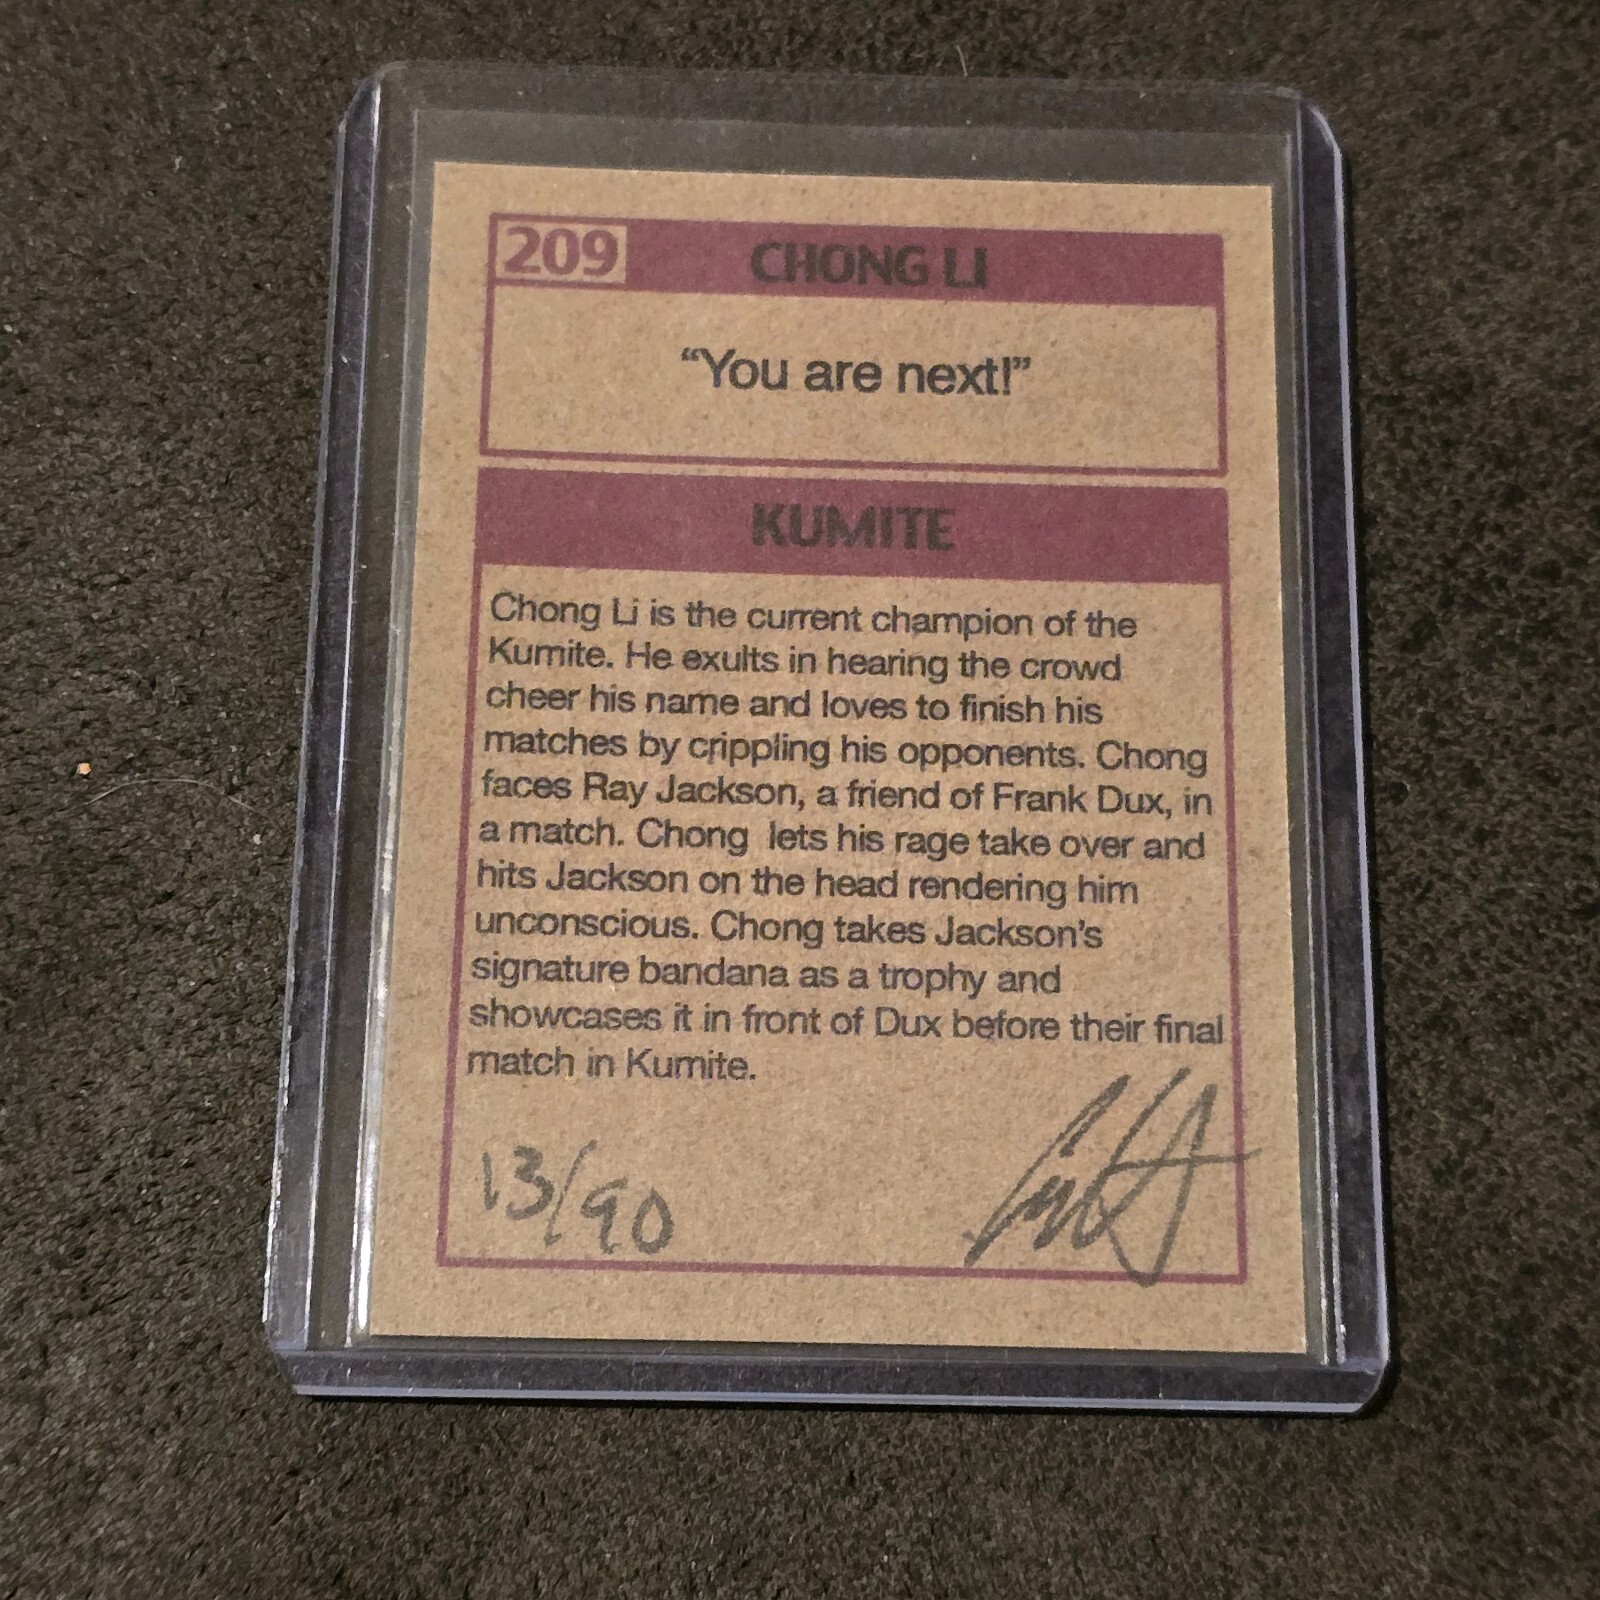 209 CHONG LI
“You are next!”
KUMITE
Chong Li is the current champion of the
Kumite. He exults in hearing the crowd
cheer his name and loves to finish his
matches by crippling his opponents. Chong
faces Ray Jackson, a friend of Frank Dux, in
a match. Chong  lets his rage take over and
hits Jackson on the head rendering him
unconscious. Chong takes Jackson’s
signature bandana as a trophy and
showcases it in front of Dux before their final
match in Kumite.
13/90